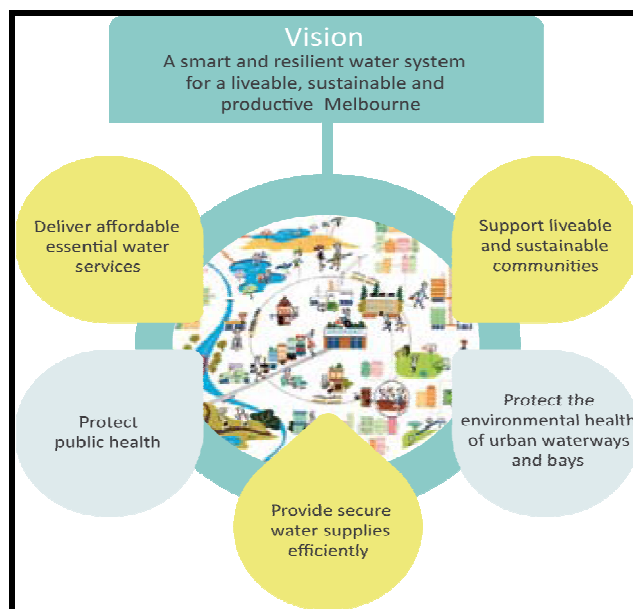 Vision
A smart and resilient water system
for a liveable, sustainable and
productive Melbourne
Deliver affordable
essential water
services
Support liveable
and sustainable
communities
Protect
public health
Protect the
environmental health
of urban waterways
and bays
Provide secure
water supplies
efficiently